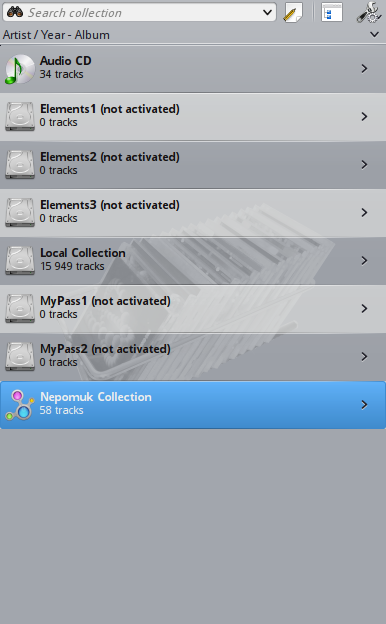 Search collection
Artist / Year - Album
Audio CD
34 tracks
Elements1 (not activated)
0 tracks
Elements2 (not activated)
0 tracks
Elements3 (not activated)
0 tracks
Local Collection
15 949 tracks
MyPass1 (not activated)
0 tracks
MyPass2 (not activated)
0 tracks
Nepomuk Collection
58 tracks